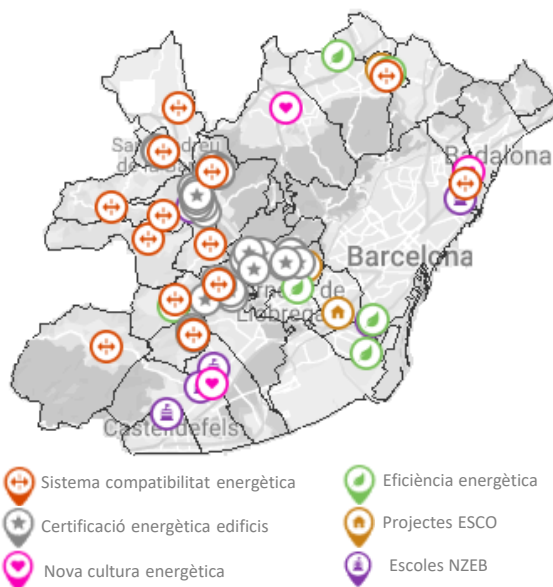 Badalona
Barcelona
Castelldefels
Sistema compatibilitat energètica
Eficiència energètica
Certificació energètica edificis
Projectes ESCO
Nova cultura energètica
Escoles NZEB